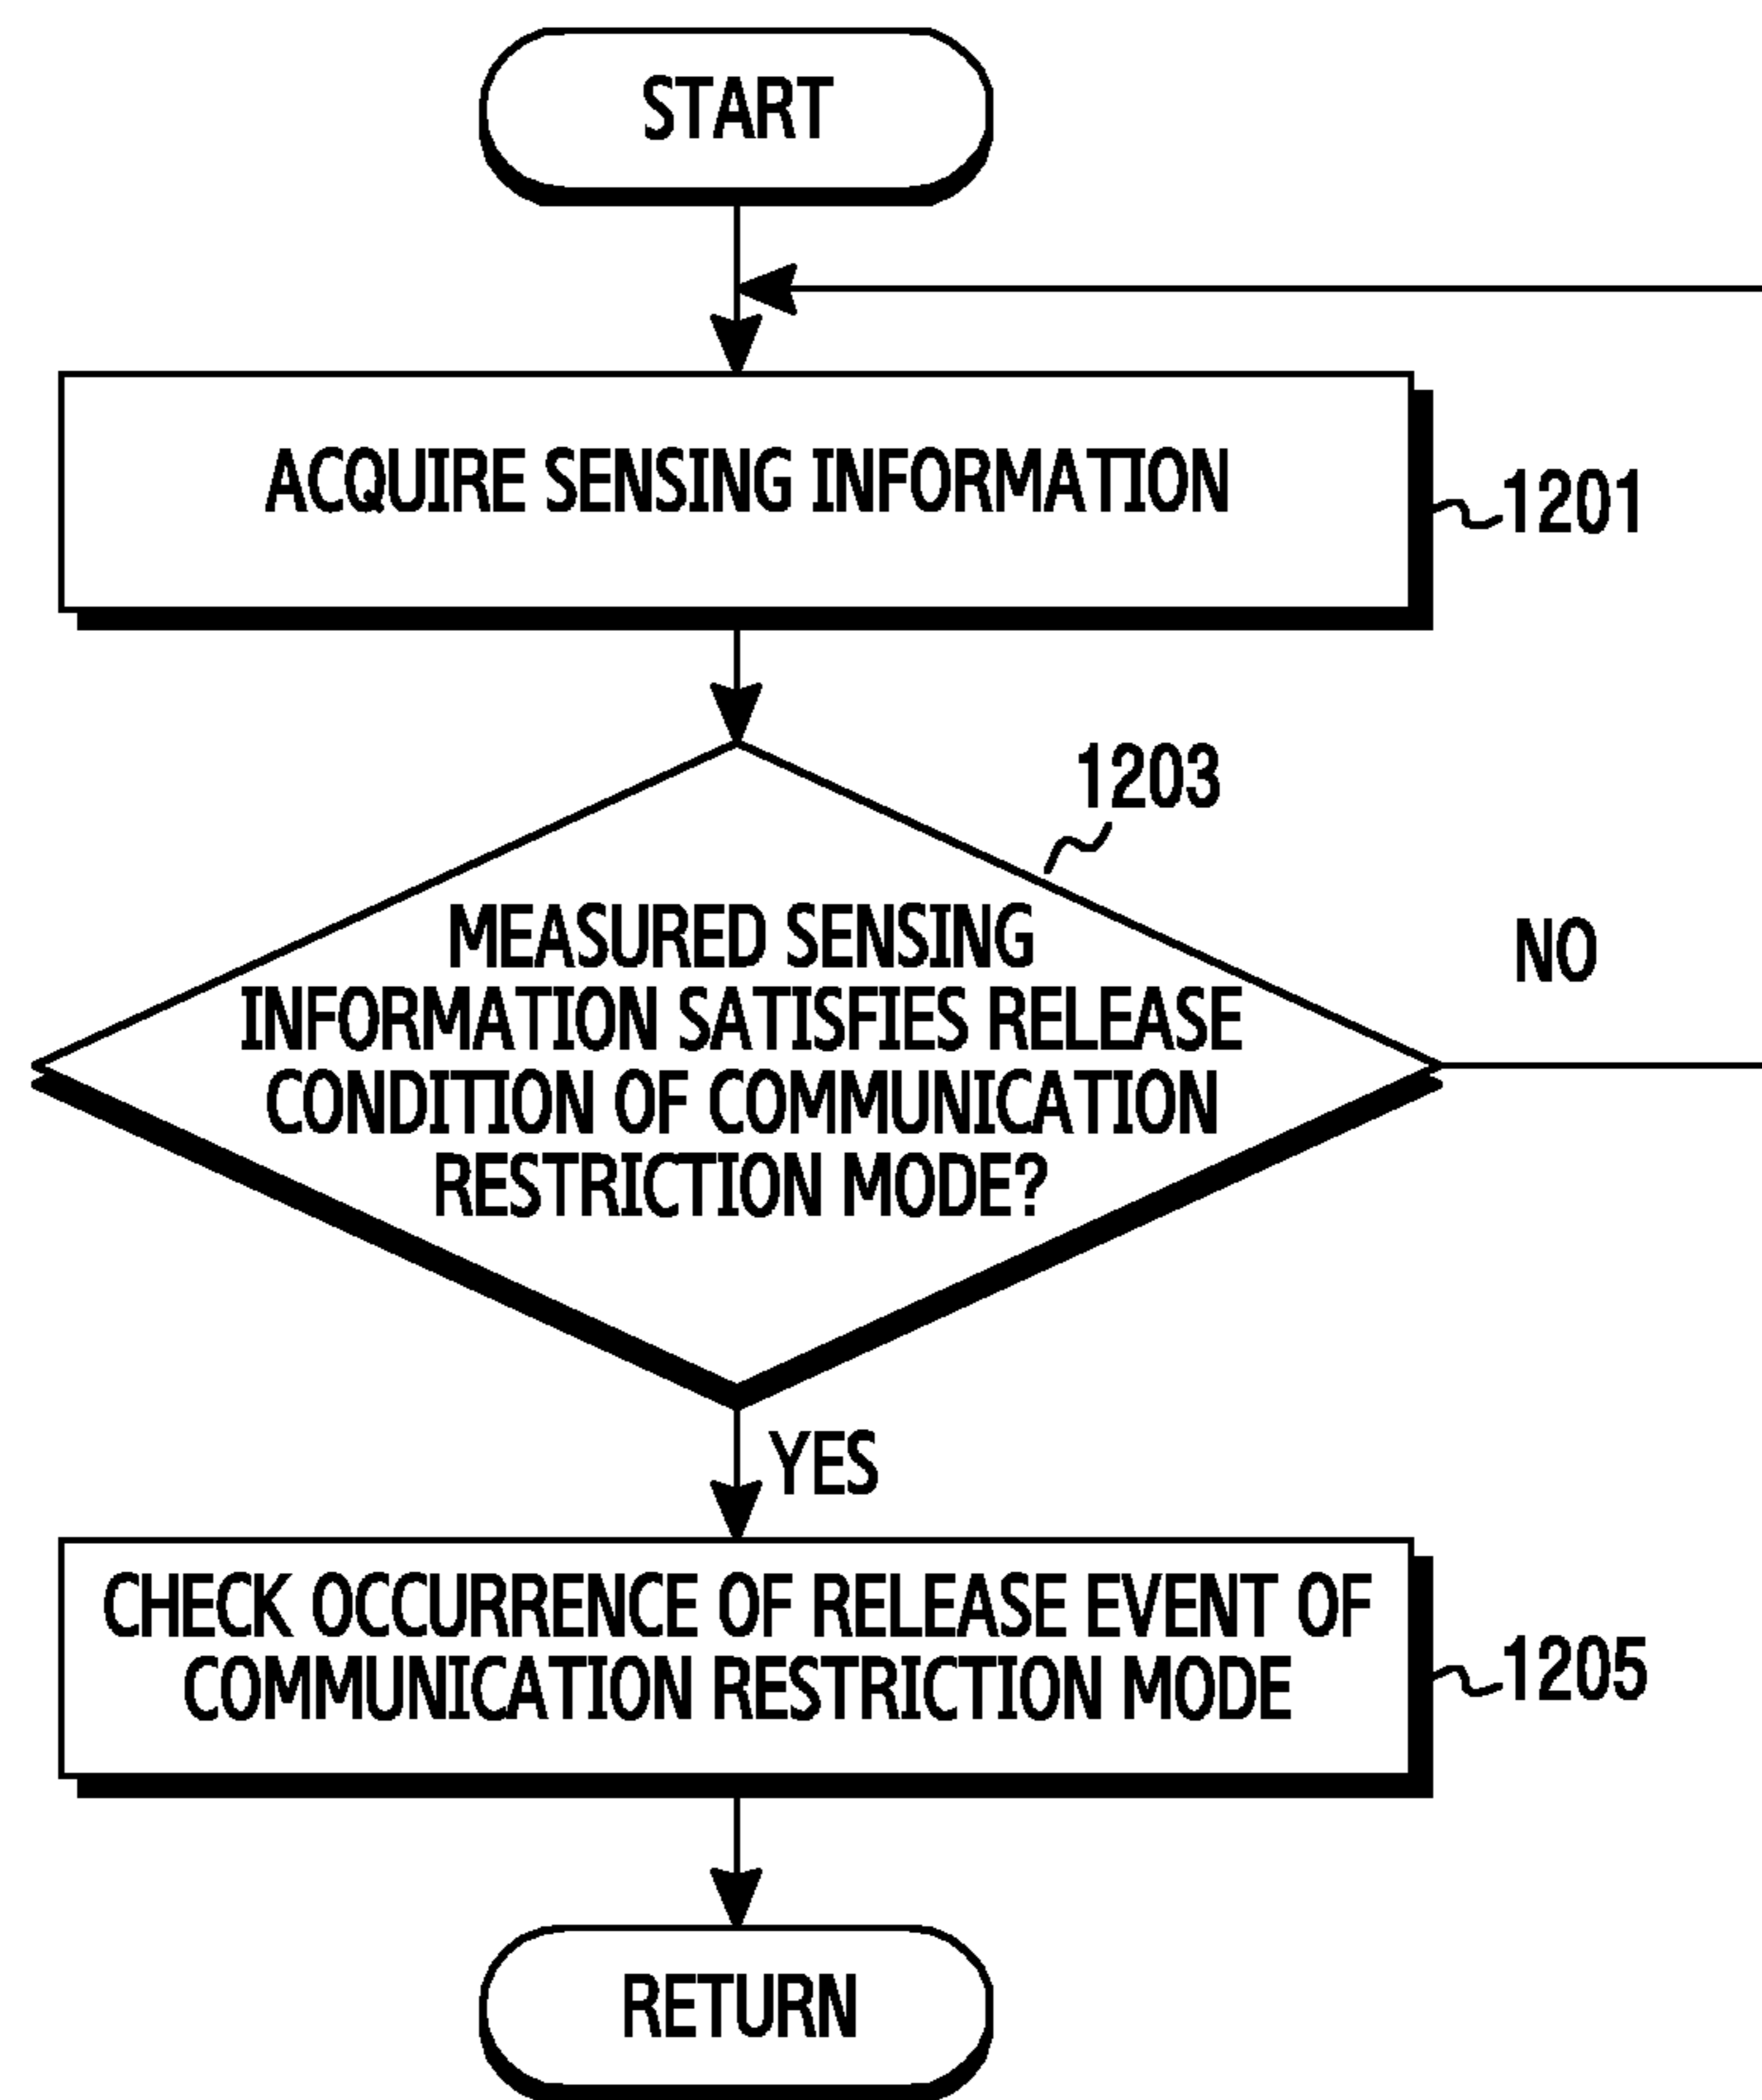 START
ACQUIRE SENSING INFORMATION
1201
1203
MEASURED SENSING
INFORMATION SATISFIES RELEASE
CONDITION OF COMMUNICATION
RESTRICTION MODE?
NO
YES
CHECK OCCURRENCE OF RELEASE EVENT OF
COMMUNICATION RESTRICTION MODE
1205
RETURN